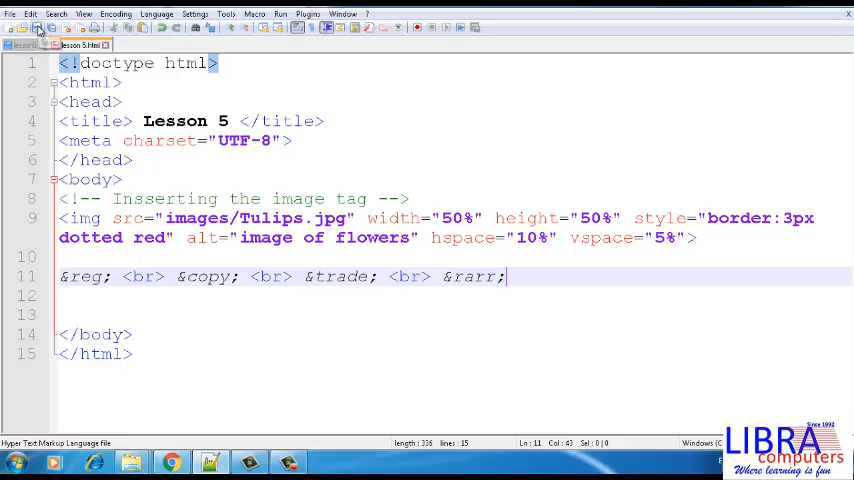 File Edit Search View Encoding Language Settings Tools Macro Run Plugins Window ?
lesson 5.html
1 <!doctype html>
2 <html>
3 <head>
4 <title> Lesson 5 </title>
5 <meta charset="UTF-8">
6 </head>
7 <body>
8 <!-- Insserting the image tag -->
9 <img src="images/Tulips.jpg" width="50%" height="50%" style="border:3px
dotted red" alt="image of flowers" hspace="10%" vspace="5%">
10
11 &reg; <br> &copy; <br> &trade; <br> &rarr;
12
13
14 </body>
15 </html>
Hyper Text Markup Language file length : 336 lines : 15 Ln : 11 Col : 43 Sel : 0 | 0 Windows (
Since 1992
LIBRA
computers
Where learning is fun